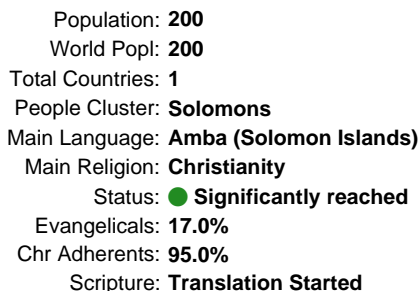 Population: 200
World Popl: 200
Total Countries: 1
People Cluster: Solomons
Main Language: Amba (Solomon Islands)
Main Religion: Christianity
Status: Significantly reached
Evangelicals: 17.0%
Chr Adherents: 95.0%
Scripture: Translation Started